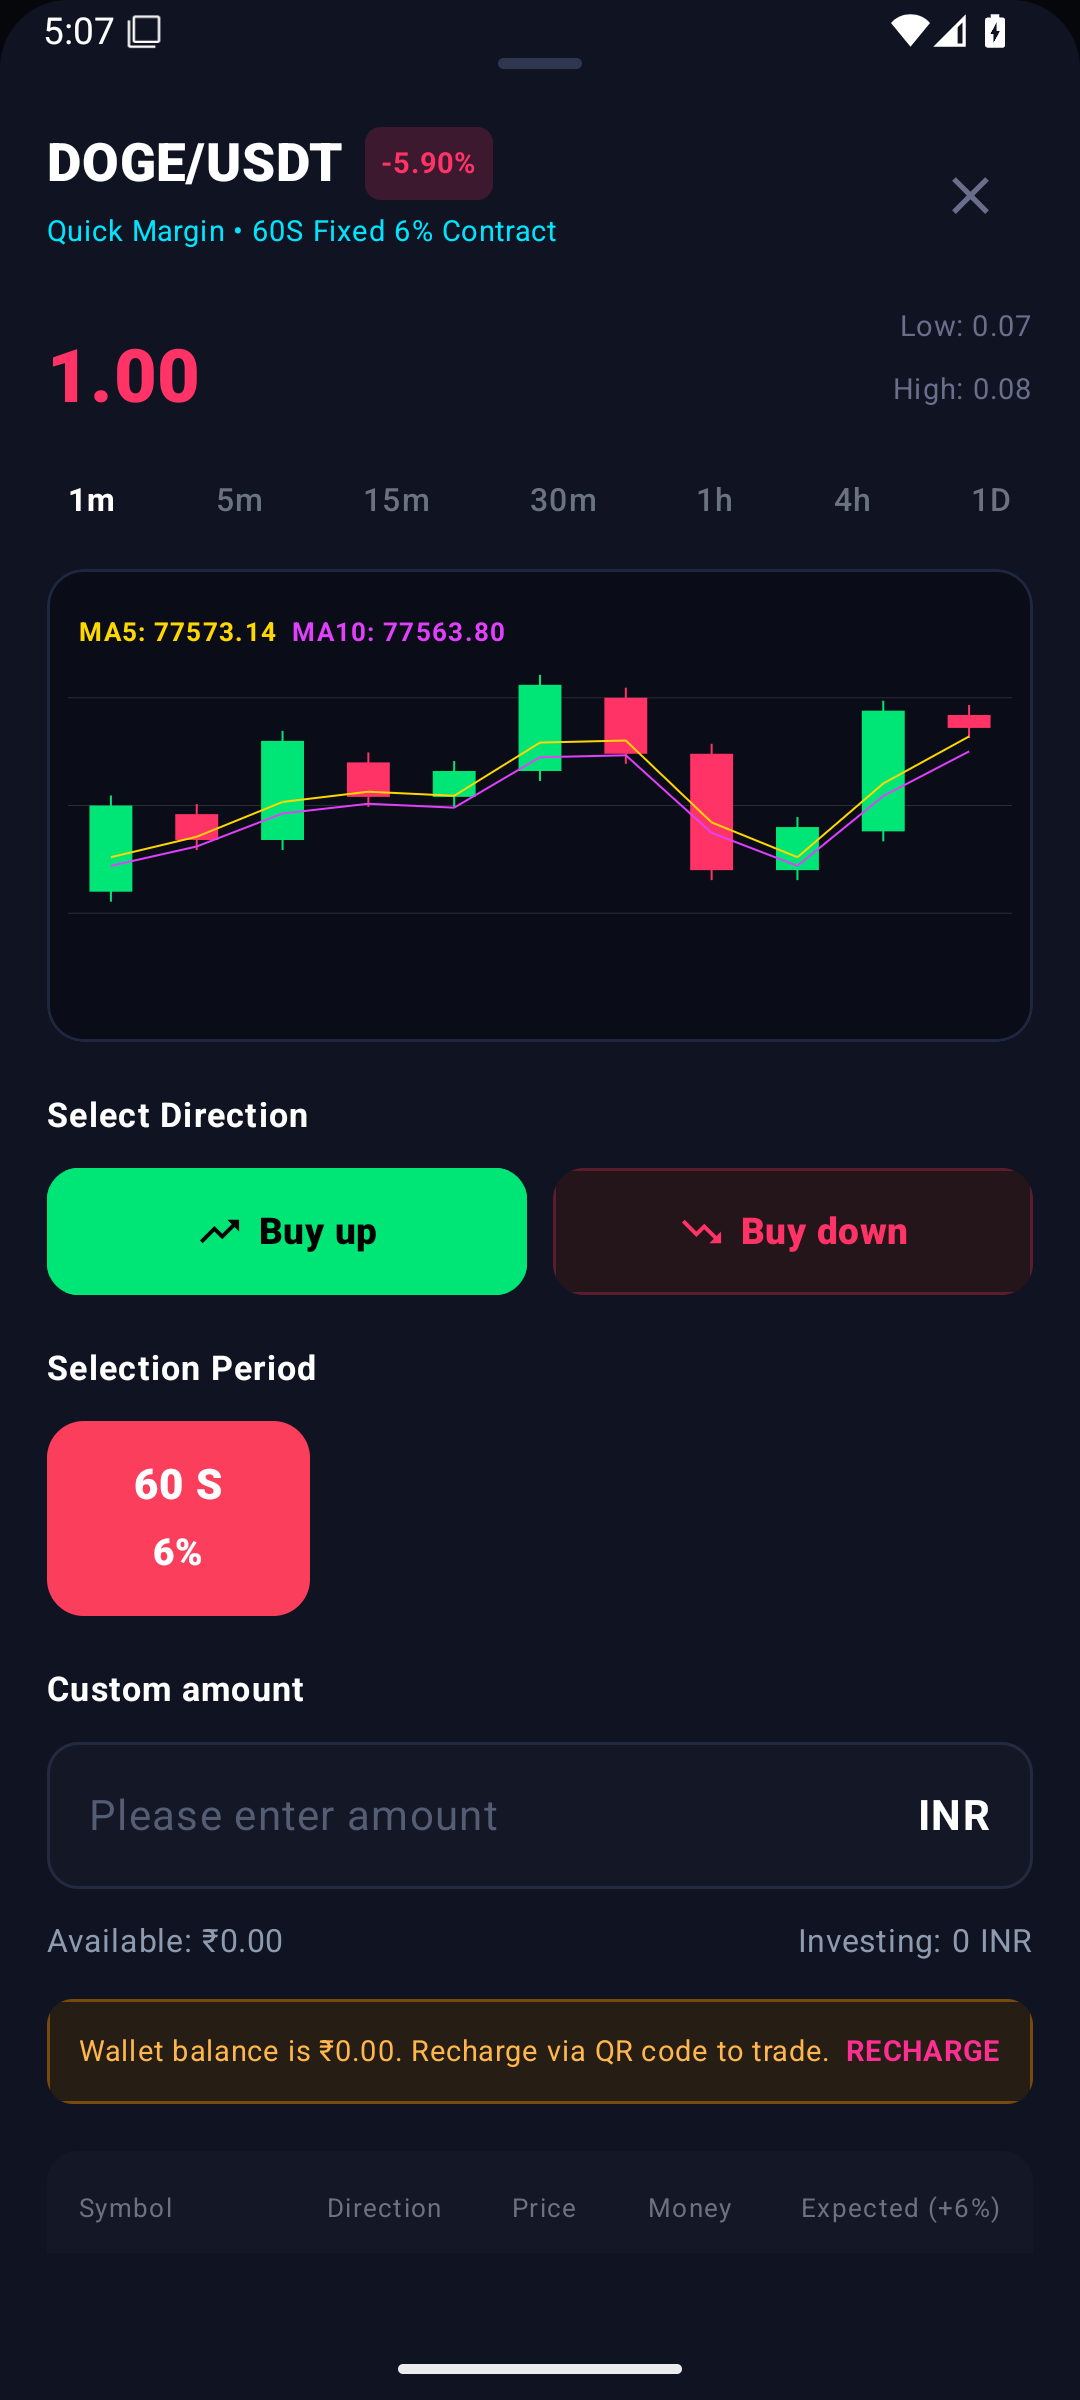 5:07
DOGE/USDT -5.90%
Quick Margin • 60S Fixed 6% Contract
Low: 0.07
1.00
High: 0.08
1m 5m 15m 30m 1h 4h 1D
MA5: 77573.14 MA10: 77563.80
Select Direction
Buy up Buy down
Selection Period
60 S
6%
Custom amount
Please enter amount INR
Available: ₹0.00 Investing: 0 INR
Wallet balance is ₹0.00. Recharge via QR code to trade. RECHARGE
Symbol Direction Price Money Expected (+6%)